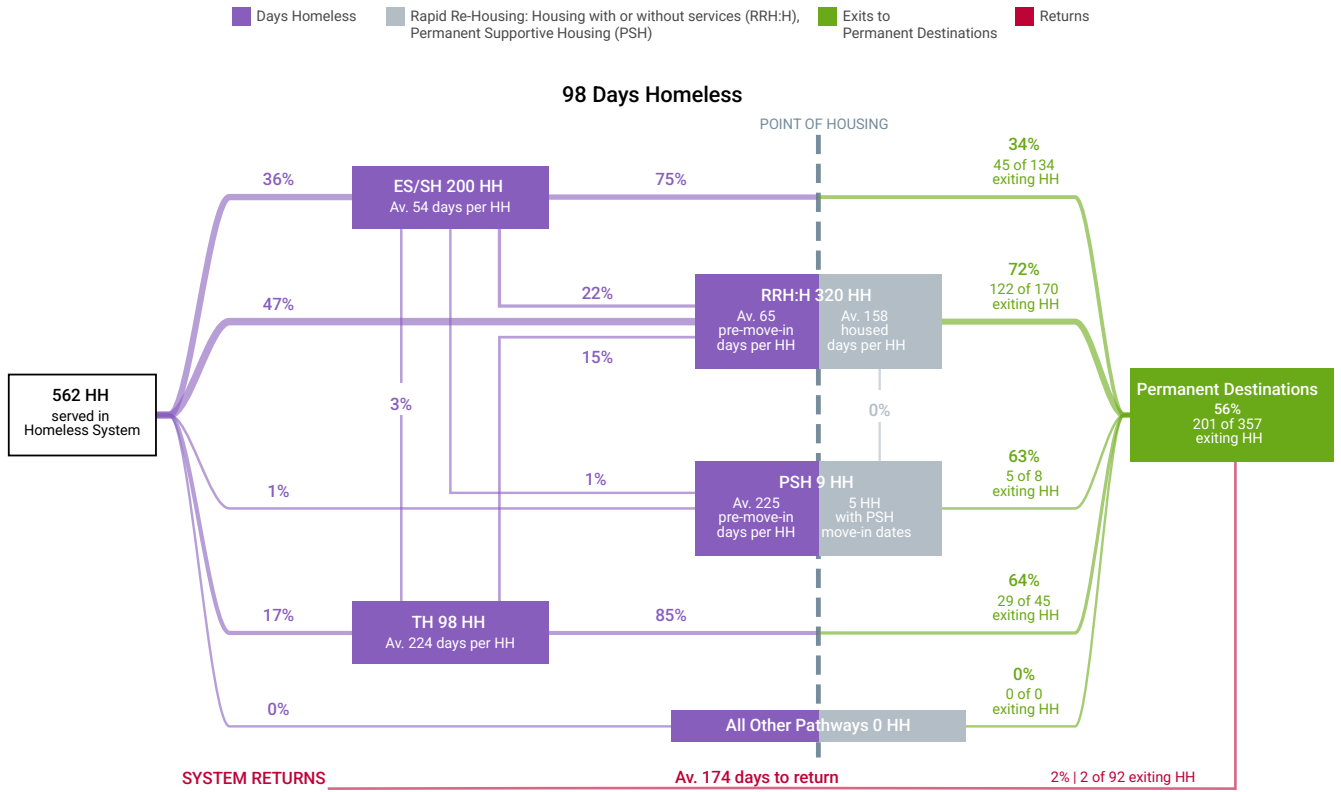 Days Homeless
Rapid Re-Housing: Housing with or without services (RRH:H),
Permanent Supportive Housing (PSH)
Exits to
Permanent Destinations
Returns
98 Days Homeless
POINT OF HOUSING
36%
ES/SH 200 HH
Av. 54 days per HH
75%
34%
45 of 134
exiting HH
47%
22%
15%
RRH:H 320 HH
Av. 65
pre-move-in
days per HH
Av. 158
housed
days per HH
72%
122 of 170
exiting HH
562 HH
served in
Homeless System
3%
0%
Permanent Destinations
56%
201 of 357
exiting HH
1%
1%
PSH 9 HH
Av. 225
pre-move-in
days per HH
5 HH
with PSH
move-in dates
63%
5 of 8
exiting HH
17%
TH 98 HH
Av. 224 days per HH
85%
64%
29 of 45
exiting HH
0%
All Other Pathways 0 HH
0%
0 of 0
exiting HH
SYSTEM RETURNS
Av. 174 days to return
2% | 2 of 92 exiting HH